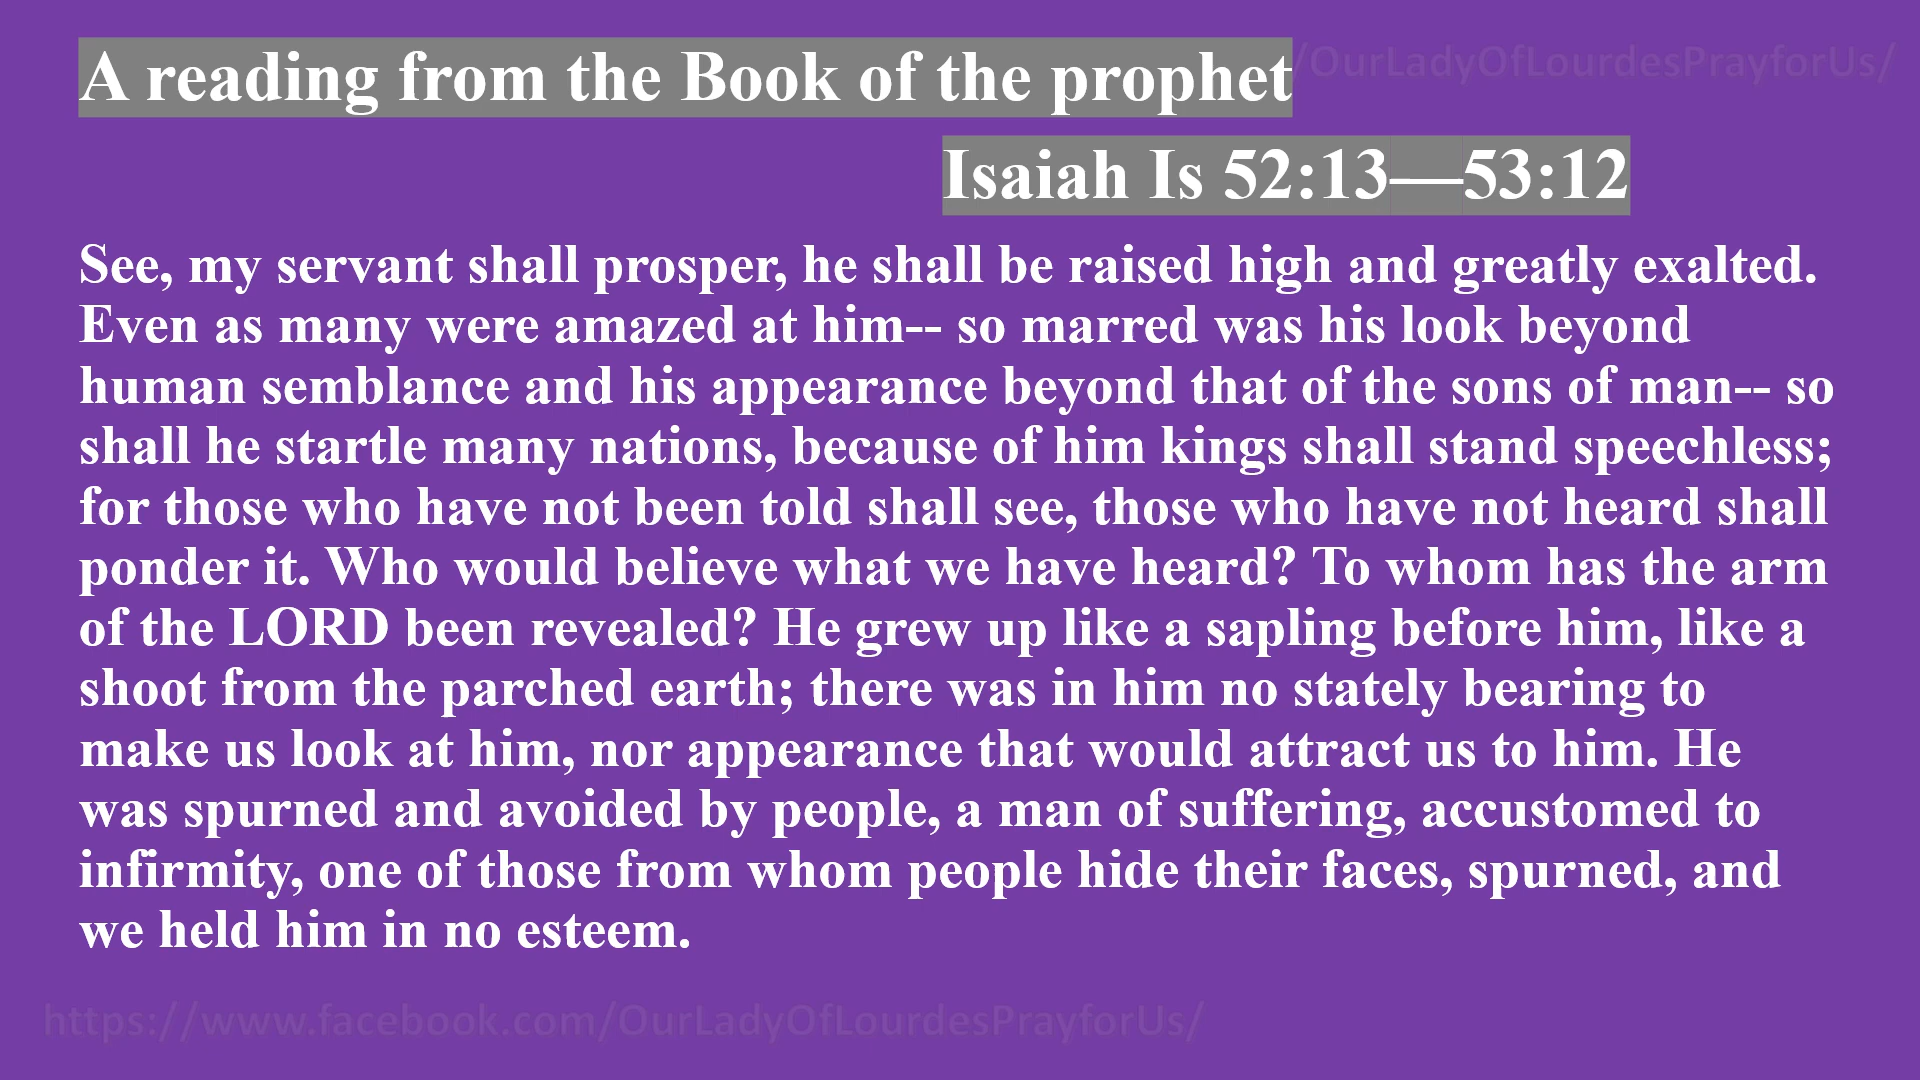 A reading from the Book of the prophet
/OurLadyOfLourdesPrayforUs/
Isaiah Is 52:13—53:12
See, my servant shall prosper, he shall be raised high and greatly exalted.
Even as many were amazed at him-- so marred was his look beyond
human semblance and his appearance beyond that of the sons of man-- so
shall he startle many nations, because of him kings shall stand speechless;
for those who have not been told shall see, those who have not heard shall
ponder it. Who would believe what we have heard? To whom has the arm
of the LORD been revealed? He grew up like a sapling before him, like a
shoot from the parched earth; there was in him no stately bearing to
make us look at him, nor appearance that would attract us to him. He
was spurned and avoided by people, a man of suffering, accustomed to
infirmity, one of those from whom people hide their faces, spurned, and
we held him in no esteem.
https://www.facebook.com/OurLadyOfLourdesPrayforUs/